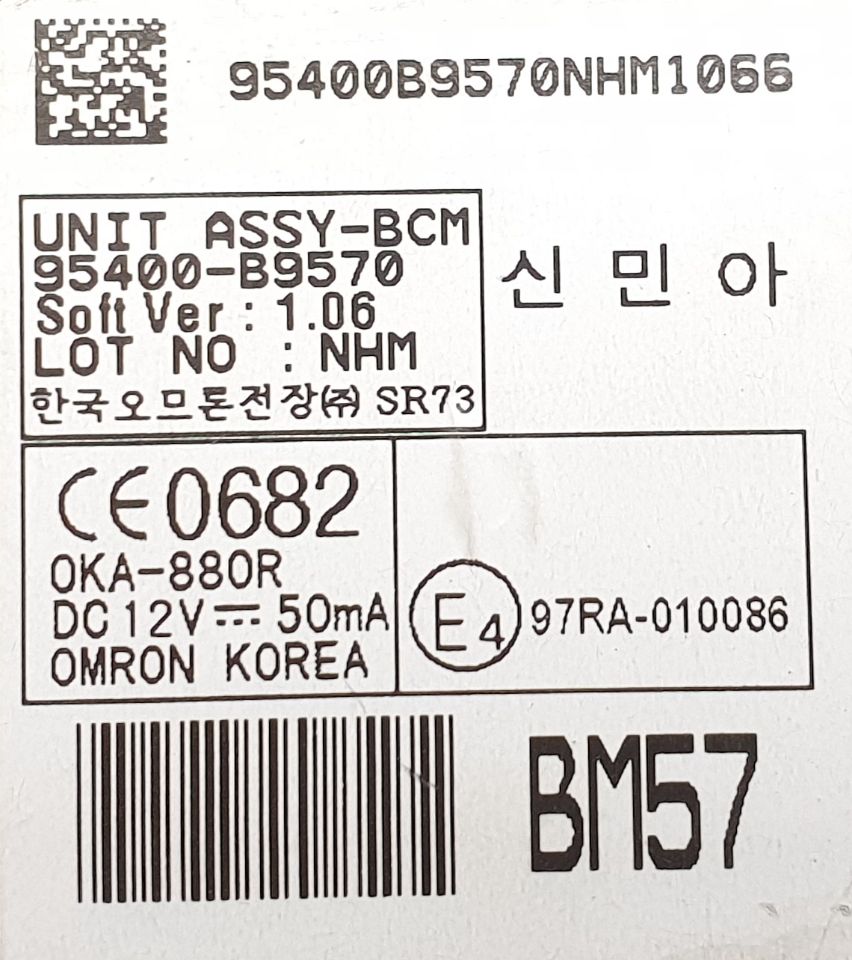 95400B9570NHM1066
UNIT ASSY-BCM
95400-B9570
Soft Ver : 1.06
LOT NO : NHM
한국오므론전장(주) SR73
신 민 아
CE0682
OKA-880R
DC 12V ⎓ 50mA
OMRON KOREA
E4 97RA-010086
BM57